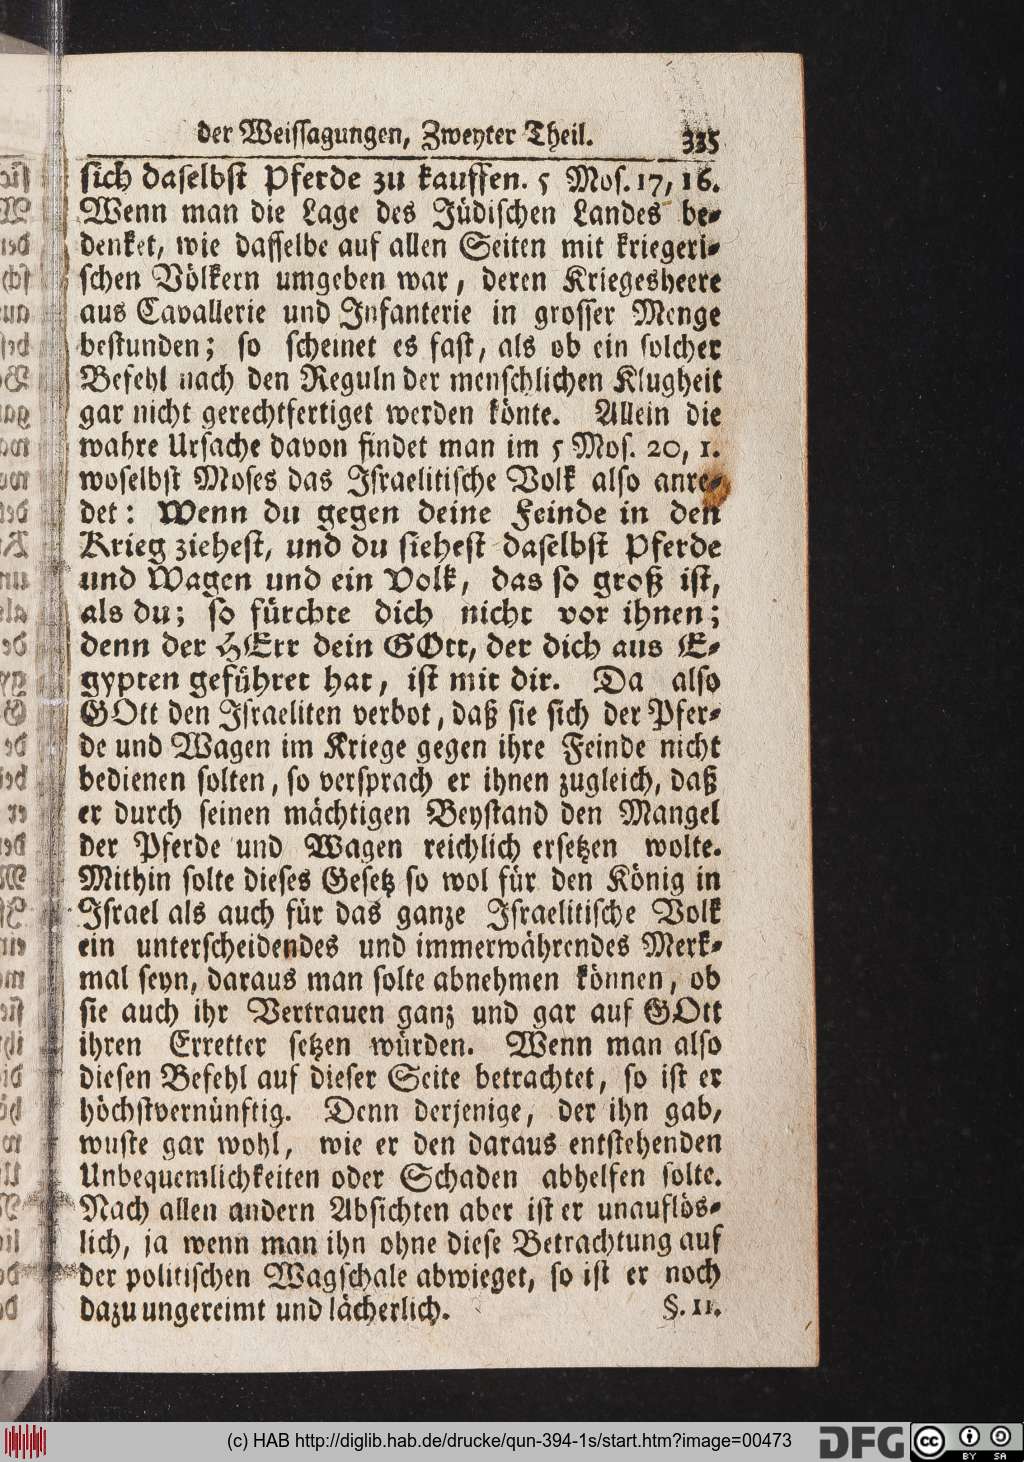 der Weissagungen, Zweyter Theil. 335
sich daselbst Pferde zu kauffen. 5 Mos. 17, 16.
Wenn man die Lage des Jüdischen Landes be-
denket, wie dasselbe auf allen Seiten mit kriegeri-
schen Völkern umgeben war, deren Kriegesheere
aus Cavallerie und Infanterie in grosser Menge
bestunden; so scheinet es fast, als ob ein solcher
Befehl nach den Reguln der menschlichen Klugheit
gar nicht gerechtfertiget werden könte. Allein die
wahre Ursache davon findet man im 5 Mos. 20, 1.
woselbst Moses das Israelitische Volk also anre-
det: Wenn du gegen deine Feinde in den
Krieg ziehest, und du siehest daselbst Pferde
und Wagen und ein Volk, das so groß ist,
als du; so fürchte dich nicht vor ihnen;
denn der HErr dein GOtt, der dich aus E-
gypten geführet hat, ist mit dir. Da also
GOtt den Israeliten verbot, daß sie sich der Pfer-
de und Wagen im Kriege gegen ihre Feinde nicht
bedienen solten, so versprach er ihnen zugleich, daß
er durch seinen mächtigen Beystand den Mangel
der Pferde und Wagen reichlich ersetzen wolte.
Mithin solte dieses Gesetz so wol für den König in
Israel als auch für das ganze Israelitische Volk
ein unterscheidendes und immerwährendes Merk-
mal seyn, daraus man solte abnehmen können, ob
sie auch ihr Vertrauen ganz und gar auf GOtt
ihren Erretter setzen würden. Wenn man also
diesen Befehl auf dieser Seite betrachtet, so ist er
höchstvernünftig. Denn derjenige, der ihn gab,
wuste gar wohl, wie er den daraus entstehenden
Unbequemlichkeiten oder Schaden abhelfen solte.
Nach allen andern Absichten aber ist er unauflös-
lich, ja wenn man ihn ohne diese Betrachtung auf
der politischen Wagschale abwieget, so ist er noch
dazu ungereimt und lächerlich. §. 11.
(c) HAB http://diglib.hab.de/drucke/qun-394-1s/start.htm?image=00473
DFG cc BY SA